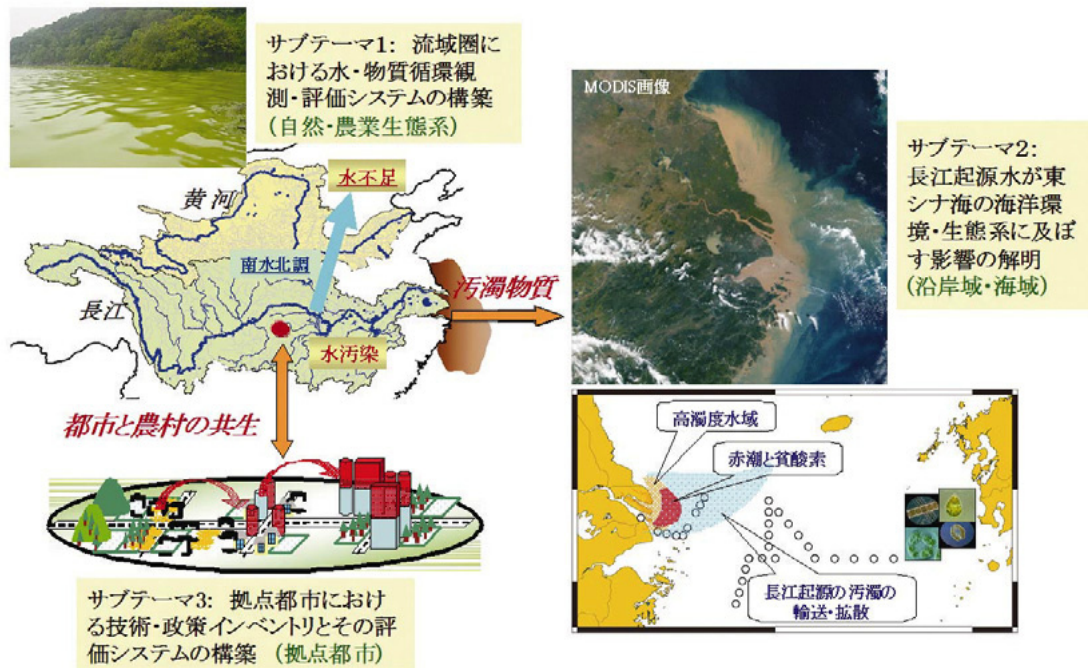 サブテーマ1: 流域圏に
おける水・物質循環観
測・評価システムの構築
(自然・農業生態系)
MODIS画像
サブテーマ2:
長江起源水が東
シナ海の海洋環
境・生態系に及ぼ
す影響の解明
(沿岸域・海域)
黄河
水不足
南水北調
長江
汚濁物質
水汚染
都市と農村の共生
高濁度水域
赤潮と貧酸素
長江起源の汚濁の
輸送・拡散
サブテーマ3: 拠点都市におけ
る技術・政策インベントリとその評
価システムの構築 (拠点都市)